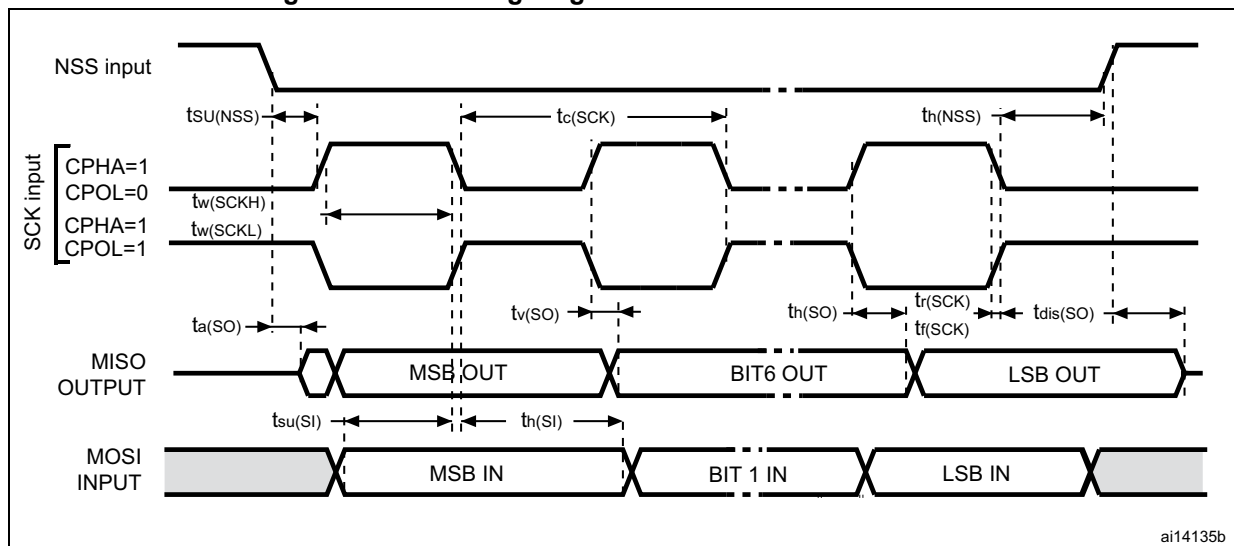 NSS input
tSU(NSS)
tc(SCK)
th(NSS)
SCK input
CPHA=1
CPOL=0
tw(SCKH)
CPHA=1
tw(SCKL)
CPOL=1
ta(SO)
tv(SO)
th(SO)
tr(SCK)
tf(SCK)
tdis(SO)
MISO
OUTPUT
MSB OUT
BIT6 OUT
LSB OUT
tsu(SI)
th(SI)
MOSI
INPUT
MSB IN
BIT 1 IN
LSB IN
ai14135b